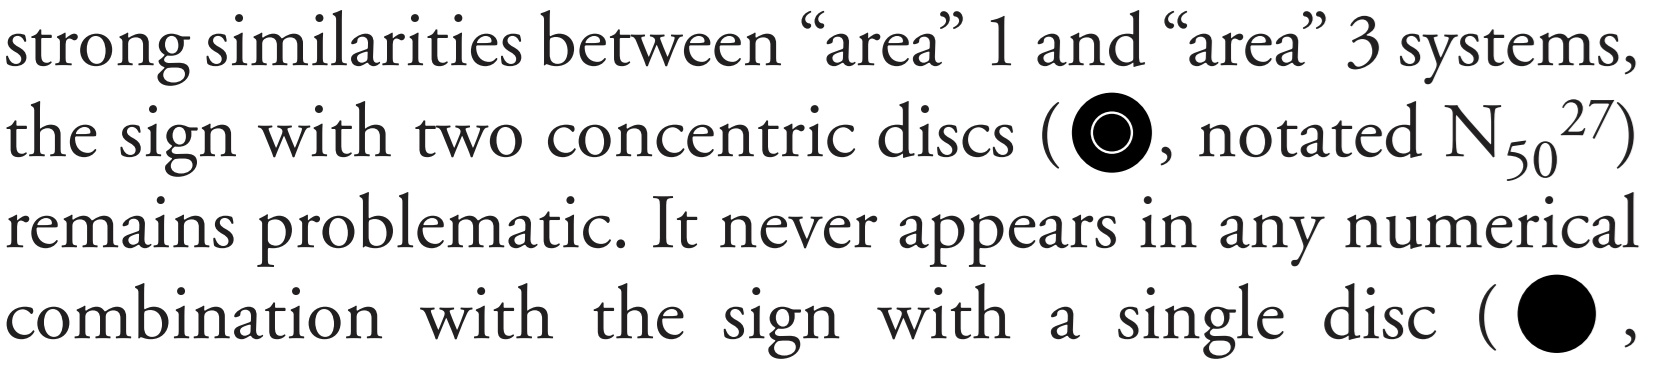 strong similarities between “area” 1 and “area” 3 systems,
the sign with two concentric discs (◉, notated N₅₀²⁷)
remains problematic. It never appears in any numerical
combination with the sign with a single disc (● ,